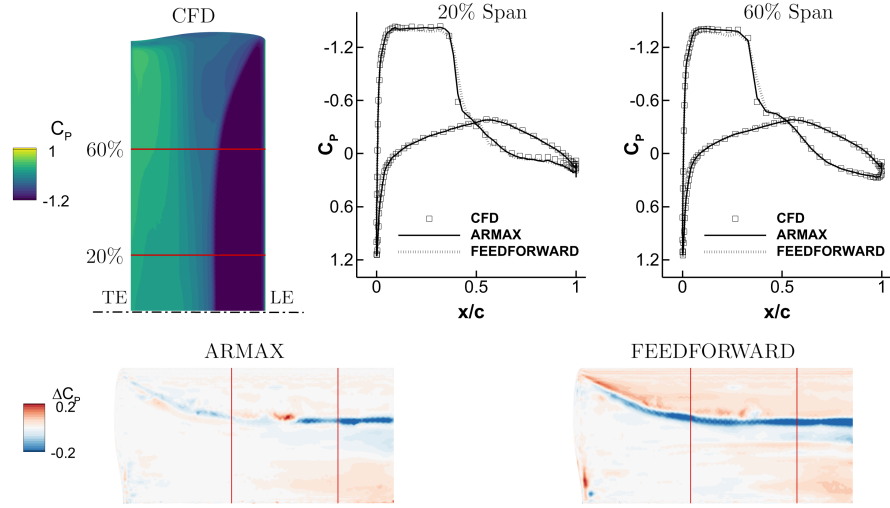 CFD
C_P
1
-1.2
60%
20%
TE
LE
20% Span
C_P
-1.2
-0.6
0
0.6
1.2
CFD
ARMAX
FEEDFORWARD
0
0.5
1
x/c
60% Span
C_P
-1.2
-0.6
0
0.6
1.2
CFD
ARMAX
FEEDFORWARD
0
0.5
1
x/c
ARMAX
FEEDFORWARD
ΔC_P
0.2
-0.2